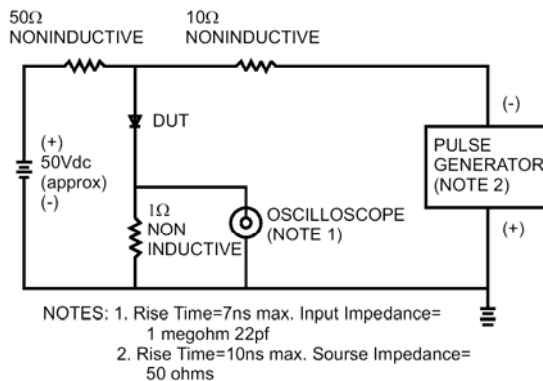 50Ω
NONINDUCTIVE
10Ω
NONINDUCTIVE
DUT
(+)
50Vdc
(approx)
(-)
1Ω
NON
INDUCTIVE
OSCILLOSCOPE
(NOTE 1)
(-)
PULSE
GENERATOR
(NOTE 2)
(+)
NOTES: 1. Rise Time=7ns max. Input Impedance=
1 megohm 22pf
2. Rise Time=10ns max. Sourse Impedance=
50 ohms